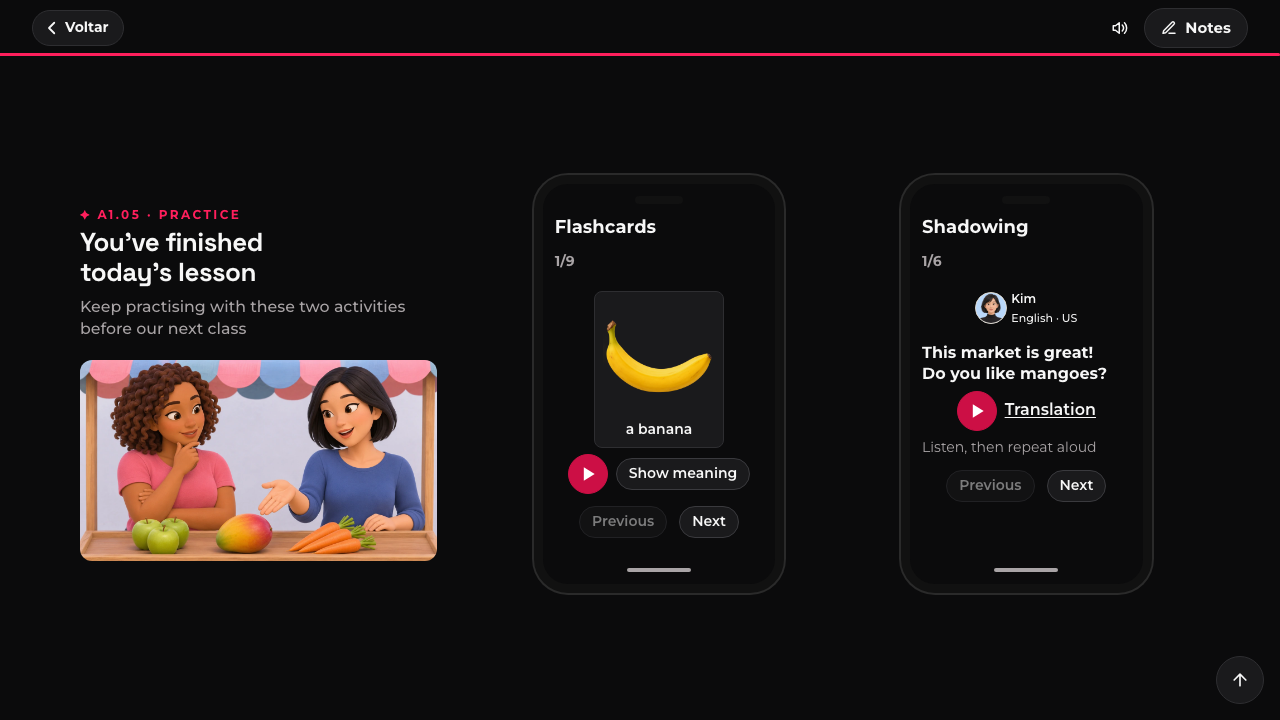 Voltar
Notes
A1.05 · PRACTICE
You’ve finished
today’s lesson
Keep practising with these two activities
before our next class
Flashcards
1/9
a banana
Show meaning
Previous
Next
Shadowing
1/6
Kim
English · US
This market is great!
Do you like mangoes?
Translation
Listen, then repeat aloud
Previous
Next